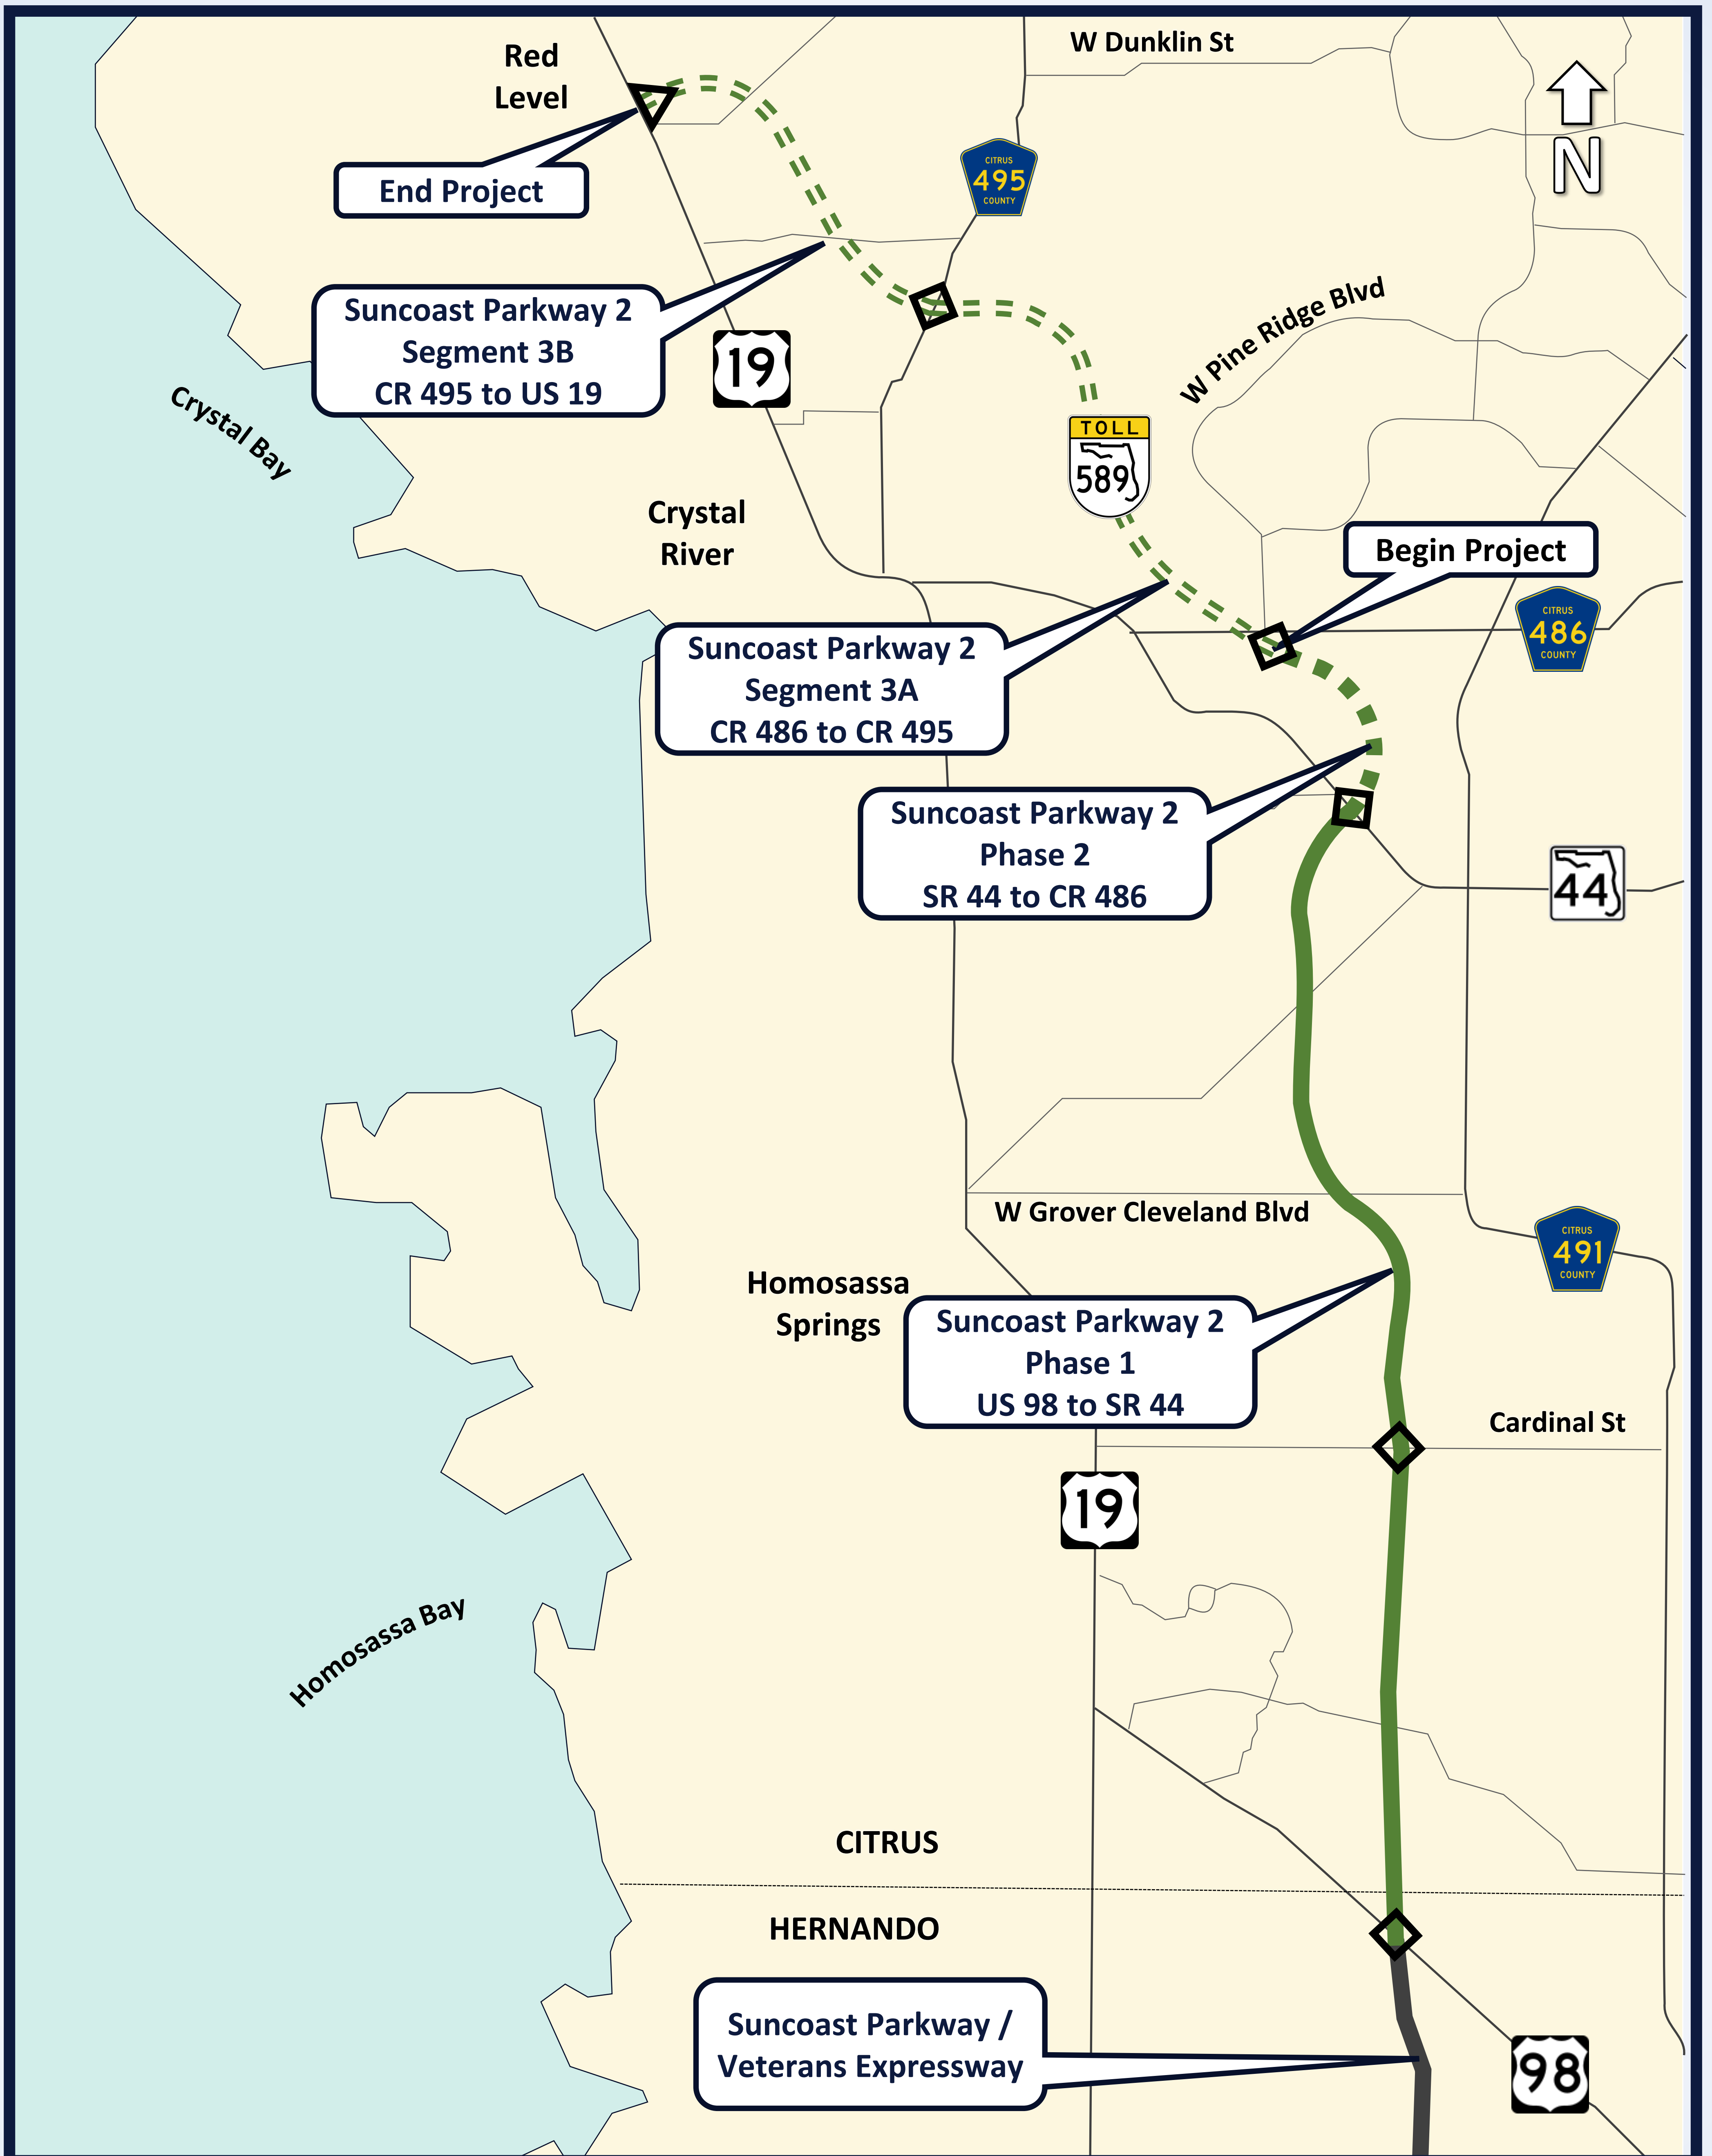 Red
Level
W Dunklin St
N
CITRUS
495
COUNTY
End Project
Suncoast Parkway 2
Segment 3B
CR 495 to US 19
19
W Pine Ridge Blvd
Crystal Bay
TOLL
589
Crystal
River
Begin Project
CITRUS
486
COUNTY
Suncoast Parkway 2
Segment 3A
CR 486 to CR 495
Suncoast Parkway 2
Phase 2
SR 44 to CR 486
44
W Grover Cleveland Blvd
CITRUS
491
COUNTY
Homosassa
Springs
Suncoast Parkway 2
Phase 1
US 98 to SR 44
Cardinal St
19
Homosassa Bay
CITRUS
HERNANDO
Suncoast Parkway /
Veterans Expressway
98